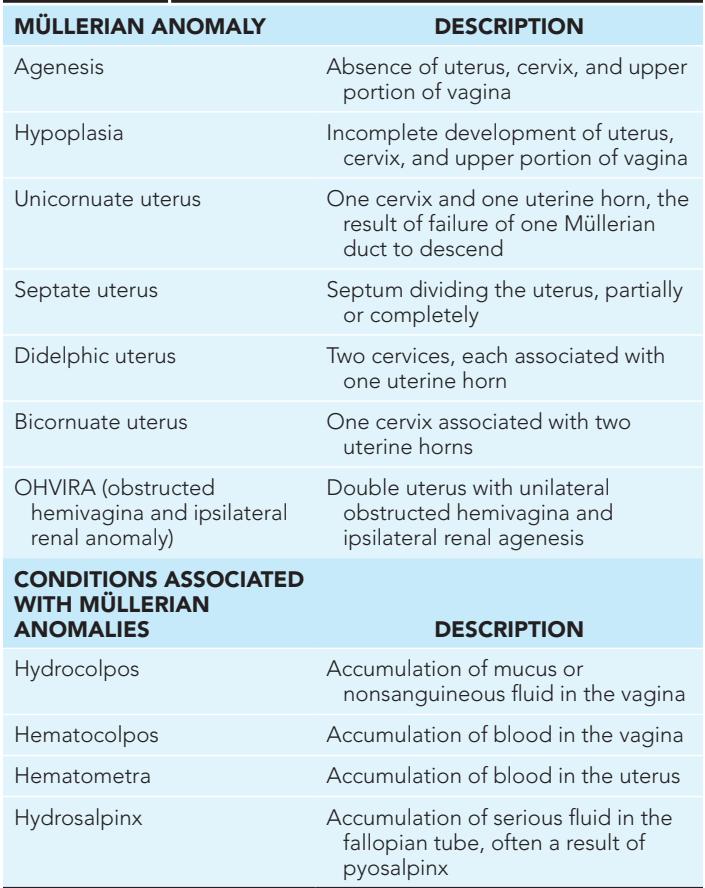 MÜLLERIAN ANOMALY DESCRIPTION
Agenesis Absence of uterus, cervix, and upper
portion of vagina
Hypoplasia Incomplete development of uterus,
cervix, and upper portion of vagina
Unicornuate uterus One cervix and one uterine horn, the
result of failure of one Müllerian
duct to descend
Septate uterus Septum dividing the uterus, partially
or completely
Didelphic uterus Two cervices, each associated with
one uterine horn
Bicornuate uterus One cervix associated with two
uterine horns
OHVIRA (obstructed Double uterus with unilateral
hemivagina and ipsilateral obstructed hemivagina and
renal anomaly) ipsilateral renal agenesis
CONDITIONS ASSOCIATED
WITH MÜLLERIAN
ANOMALIES DESCRIPTION
Hydrocolpos Accumulation of mucus or
nonsanguineous fluid in the vagina
Hematocolpos Accumulation of blood in the vagina
Hematometra Accumulation of blood in the uterus
Hydrosalpinx Accumulation of serious fluid in the
fallopian tube, often a result of
pyosalpinx